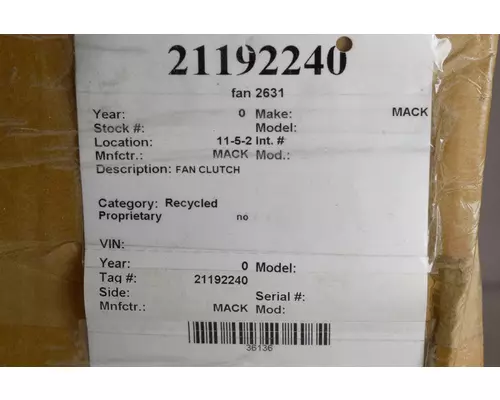 21192240
fan 2631
Year: 0 Make: MACK
Stock #: Model:
Location: 11-5-2 Int. #
Mnfctr.: MACK Mod.:
Description: FAN CLUTCH
Category: Recycled
Proprietary no
VIN:
Year: 0 Model:
Tag #: 21192240
Side: Serial #:
Mnfctr.: MACK Mod:
36136